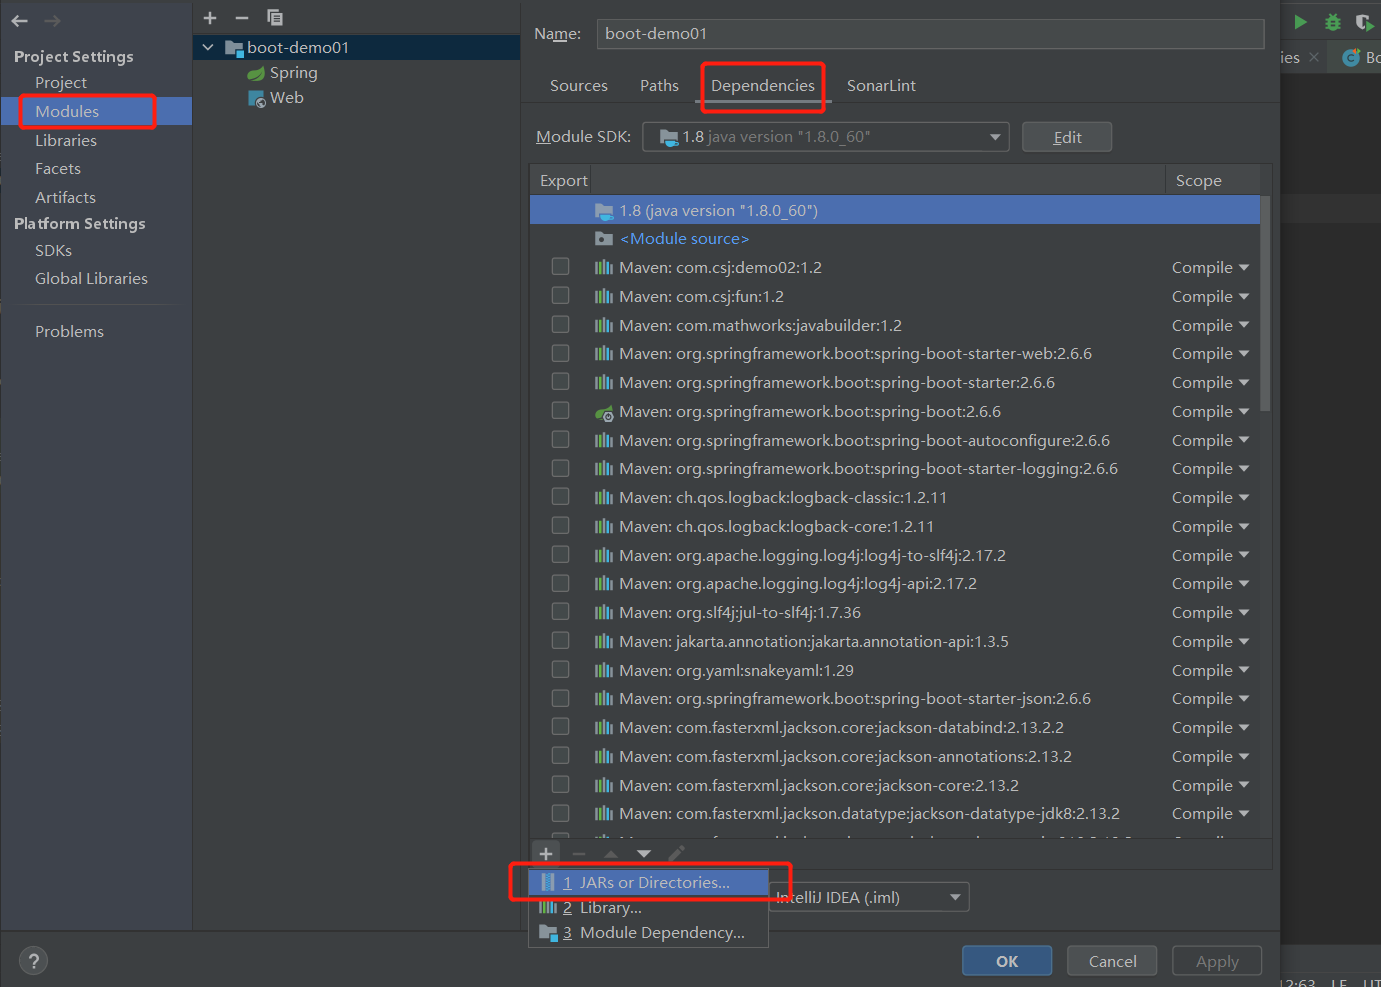 Project Settings
Project
Modules
Libraries
Facets
Artifacts
Platform Settings
SDKs
Global Libraries
Problems
boot-demo01
Spring
Web
Name: boot-demo01
Sources Paths Dependencies SonarLint
Module SDK: 1.8 java version "1.8.0_60" Edit
Export Scope
1.8 (java version "1.8.0_60")
<Module source>
Maven: com.csj:demo02:1.2 Compile
Maven: com.csj:fun:1.2 Compile
Maven: com.mathworks:javabuilder:1.2 Compile
Maven: org.springframework.boot:spring-boot-starter-web:2.6.6 Compile
Maven: org.springframework.boot:spring-boot-starter:2.6.6 Compile
Maven: org.springframework.boot:spring-boot:2.6.6 Compile
Maven: org.springframework.boot:spring-boot-autoconfigure:2.6.6 Compile
Maven: org.springframework.boot:spring-boot-starter-logging:2.6.6 Compile
Maven: ch.qos.logback:logback-classic:1.2.11 Compile
Maven: ch.qos.logback:logback-core:1.2.11 Compile
Maven: org.apache.logging.log4j:log4j-to-slf4j:2.17.2 Compile
Maven: org.apache.logging.log4j:log4j-api:2.17.2 Compile
Maven: org.slf4j:jul-to-slf4j:1.7.36 Compile
Maven: jakarta.annotation:jakarta.annotation-api:1.3.5 Compile
Maven: org.yaml:snakeyaml:1.29 Compile
Maven: org.springframework.boot:spring-boot-starter-json:2.6.6 Compile
Maven: com.fasterxml.jackson.core:jackson-databind:2.13.2.2 Compile
Maven: com.fasterxml.jackson.core:jackson-annotations:2.13.2 Compile
Maven: com.fasterxml.jackson.core:jackson-core:2.13.2 Compile
Maven: com.fasterxml.jackson.datatype:jackson-datatype-jdk8:2.13.2 Compile
1 JARs or Directories...
2 Library...
3 Module Dependency...
IntelliJ IDEA (.iml)
? OK Cancel Apply
ies Bo
12:63 LF UT